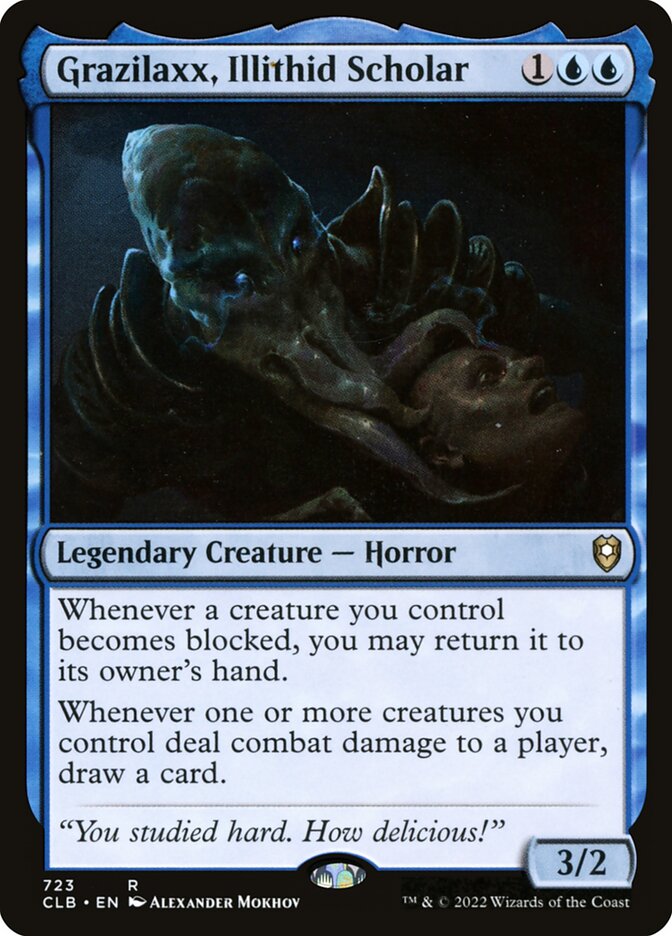 Grazilaxx, Illithid Scholar 1
Legendary Creature — Horror
Whenever a creature you control
becomes blocked, you may return it to
its owner's hand.
Whenever one or more creatures you
control deal combat damage to a player,
draw a card.
"You studied hard. How delicious!"
3/2
723 R
CLB • EN Alexander Mokhov
™ & © 2022 Wizards of the Coast